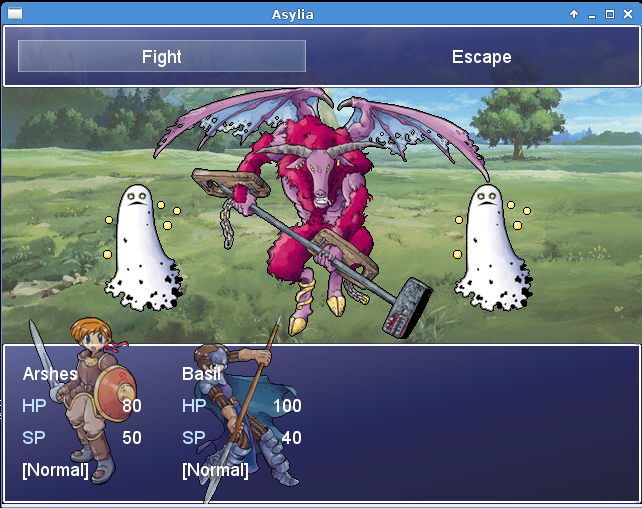 Asylia
Fight Escape
Arshes Basil
HP 80 HP 100
SP 50 SP 40
[Normal] [Normal]